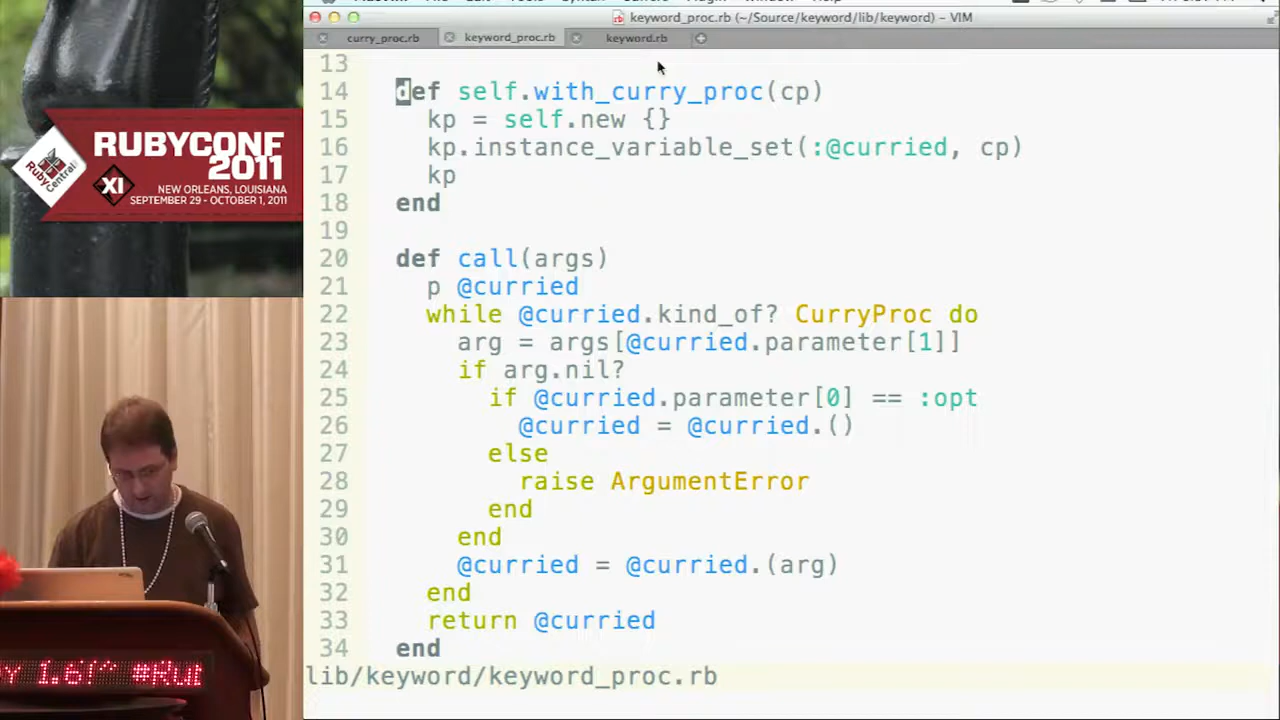 keyword_proc.rb (~/Source/keyword/lib/keyword) – VIM
curry_proc.rb
keyword_proc.rb
keyword.rb
13
14 def self.with_curry_proc(cp)
15 kp = self.new {}
16 kp.instance_variable_set(:@curried, cp)
17 kp
18 end
19
20 def call(args)
21 p @curried
22 while @curried.kind_of? CurryProc do
23 arg = args[@curried.parameter[1]]
24 if arg.nil?
25 if @curried.parameter[0] == :opt
26 @curried = @curried.()
27 else
28 raise ArgumentError
29 end
30 end
31 @curried = @curried.(arg)
32 end
33 return @curried
34 end
lib/keyword/keyword_proc.rb
RubyCentral
RUBYCONF
2011
XI
NEW ORLEANS, LOUISIANA
SEPTEMBER 29 - OCTOBER 1, 2011